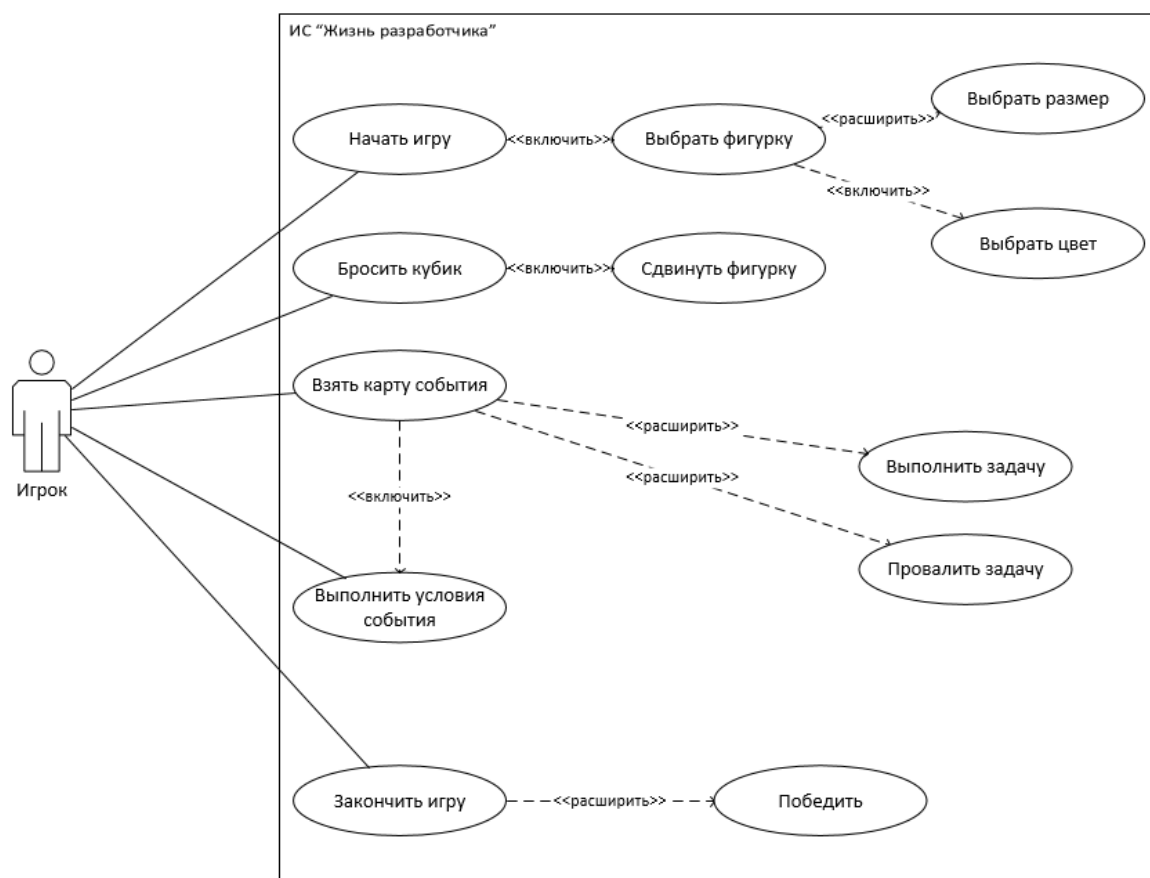 ИС “Жизнь разработчика”
Выбрать размер
<<расширить>>
Начать игру
<<включить>>
Выбрать фигурку
<<включить>>
Выбрать цвет
Бросить кубик
<<включить>>
Сдвинуть фигурку
Взять карту события
<<расширить>>
Выполнить задачу
<<расширить>>
Игрок
<<включить>>
Провалить задачу
Выполнить условия
события
Закончить игру
<<расширить>>
Победить